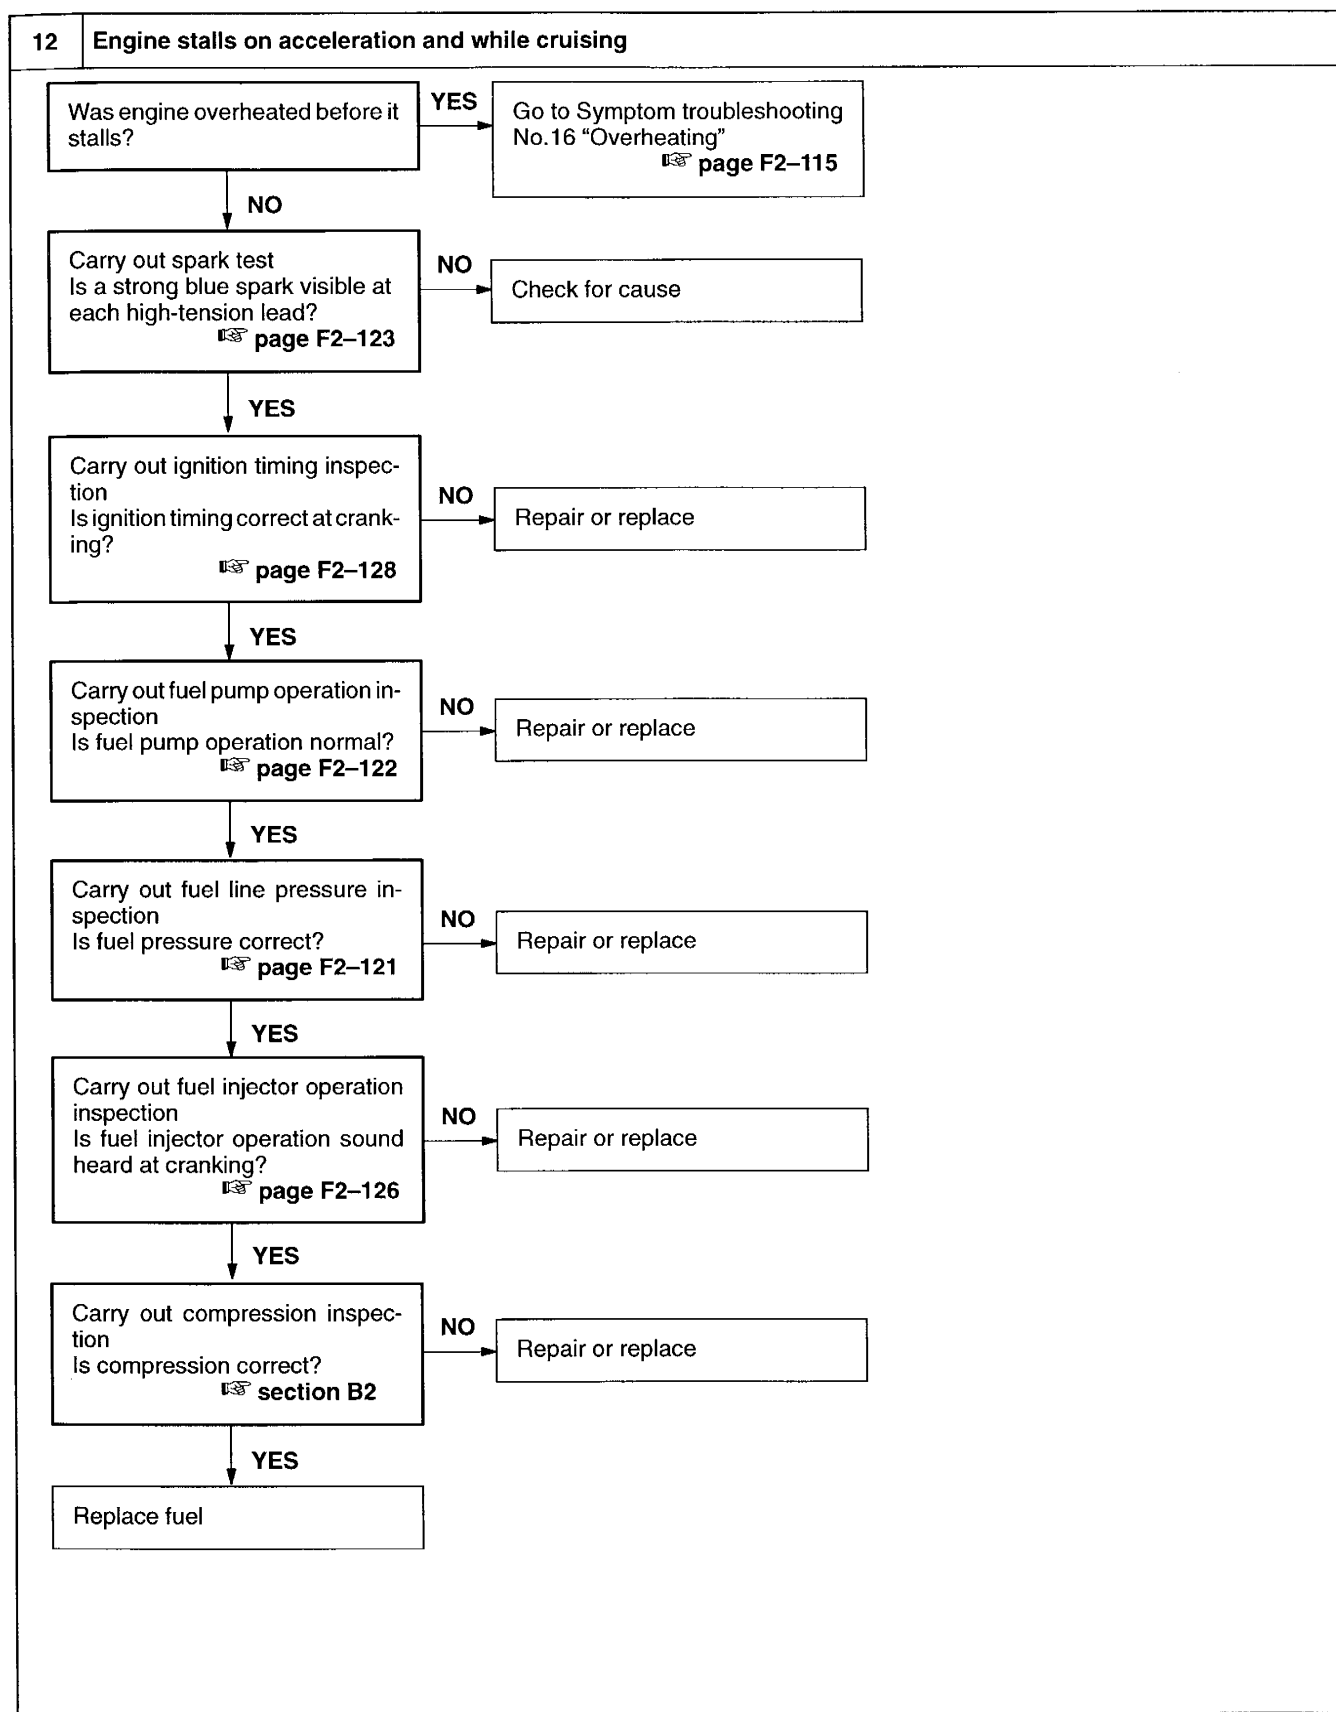 12 Engine stalls on acceleration and while cruising
Was engine overheated before it
stalls?
YES
Go to Symptom troubleshooting
No.16 “Overheating”
☞ page F2–115
NO
Carry out spark test
Is a strong blue spark visible at
each high-tension lead?
☞ page F2–123
NO
Check for cause
YES
Carry out ignition timing inspec-
tion
Is ignition timing correct at crank-
ing?
☞ page F2–128
NO
Repair or replace
YES
Carry out fuel pump operation in-
spection
Is fuel pump operation normal?
☞ page F2–122
NO
Repair or replace
YES
Carry out fuel line pressure in-
spection
Is fuel pressure correct?
☞ page F2–121
NO
Repair or replace
YES
Carry out fuel injector operation
inspection
Is fuel injector operation sound
heard at cranking?
☞ page F2–126
NO
Repair or replace
YES
Carry out compression inspec-
tion
Is compression correct?
☞ section B2
NO
Repair or replace
YES
Replace fuel